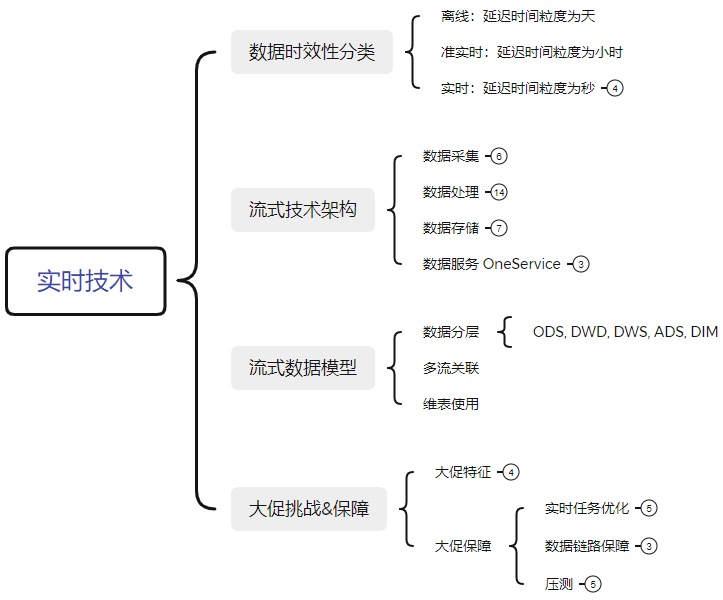 实时技术
数据时效性分类
离线：延迟时间粒度为天
准实时：延迟时间粒度为小时
实时：延迟时间粒度为秒 4
流式技术架构
数据采集 6
数据处理 14
数据存储 7
数据服务 OneService 3
流式数据模型
数据分层
ODS, DWD, DWS, ADS, DIM
多流关联
维表使用
大促挑战&保障
大促特征 4
大促保障
实时任务优化 5
数据链路保障 3
压测 5